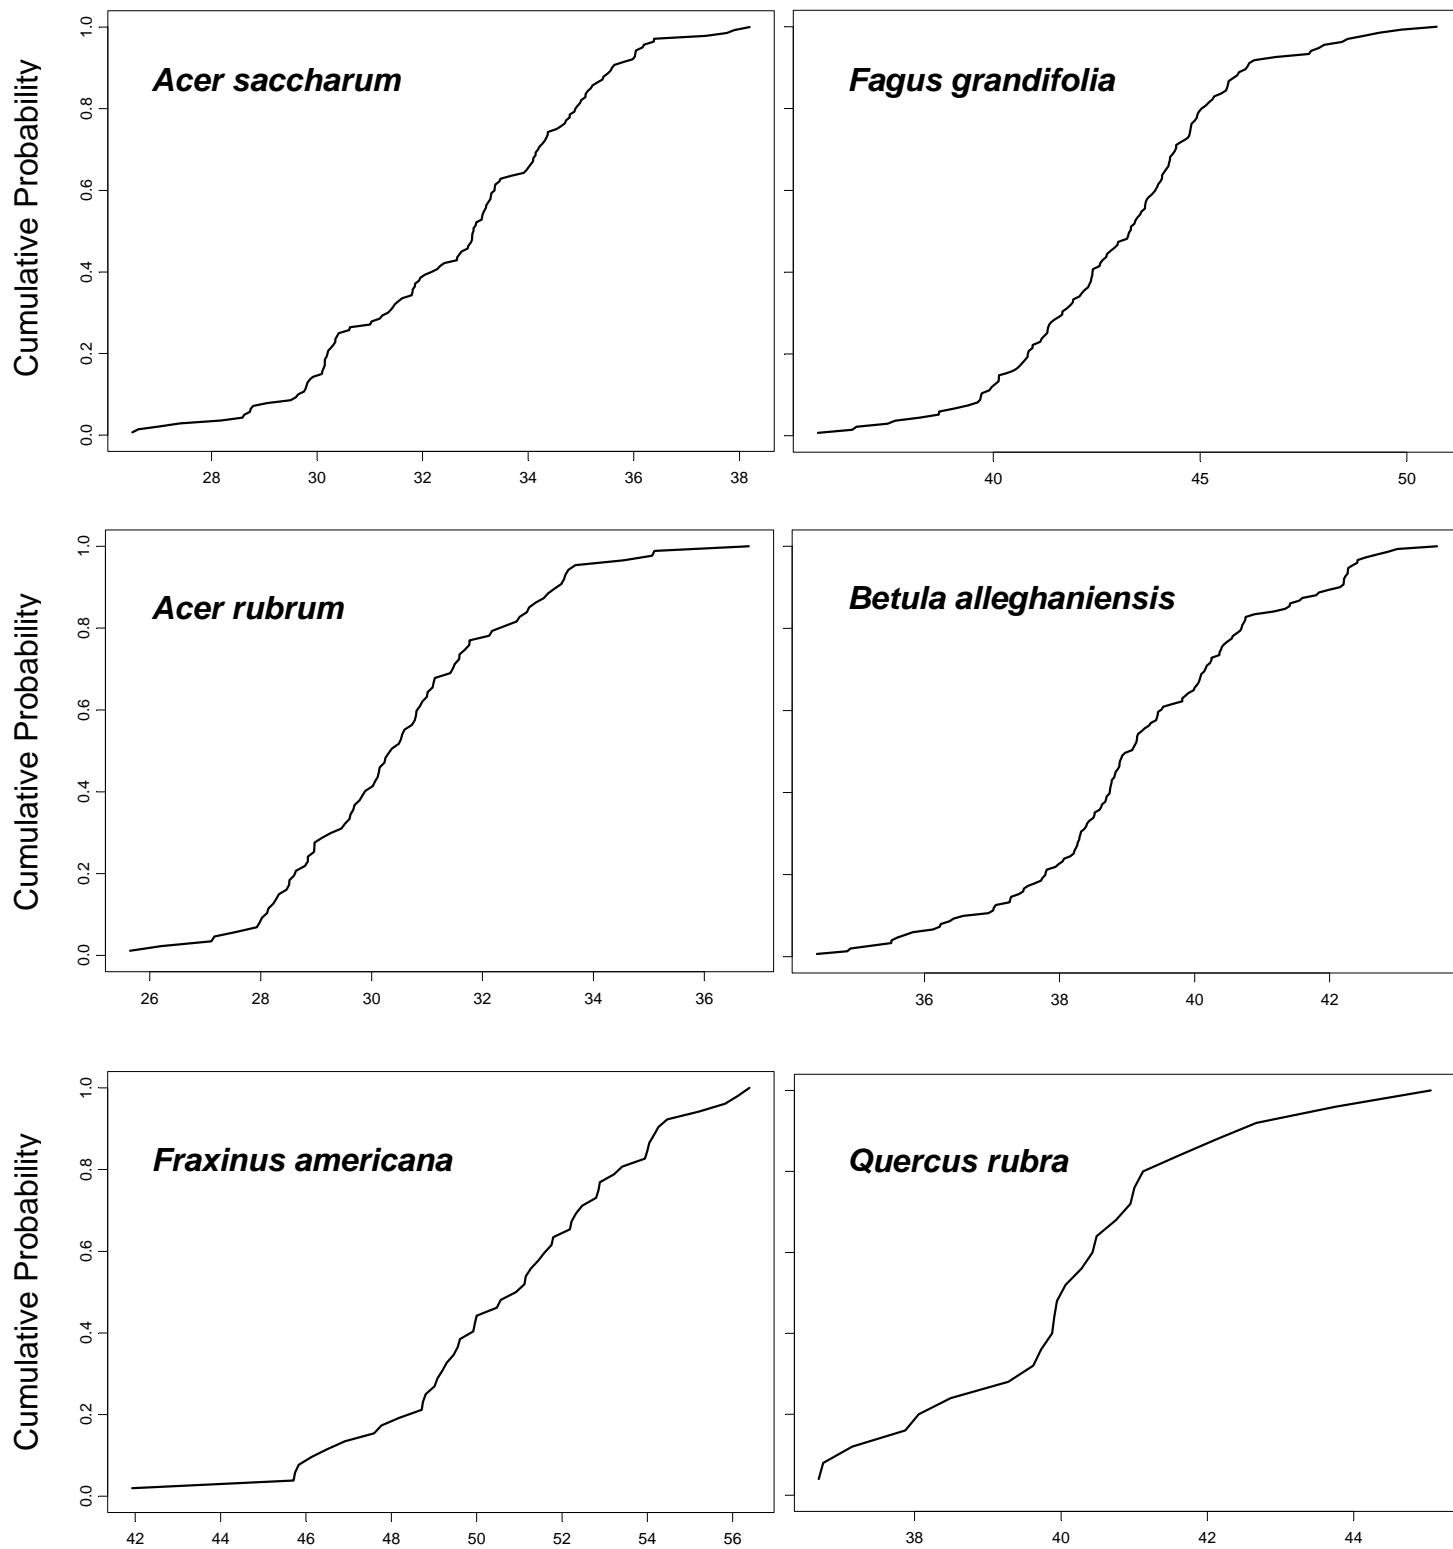 Acer saccharum
Cumulative Probability
0.0 0.2 0.4 0.6 0.8 1.0
28 30 32 34 36 38
Fagus grandifolia
40 45 50
Acer rubrum
Cumulative Probability
0.0 0.2 0.4 0.6 0.8 1.0
26 28 30 32 34 36
Betula alleghaniensis
36 38 40 42
Fraxinus americana
Cumulative Probability
0.0 0.2 0.4 0.6 0.8 1.0
42 44 46 48 50 52 54 56
Quercus rubra
38 40 42 44